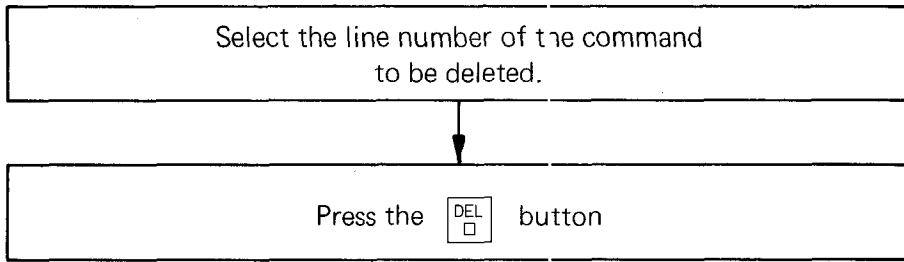 Select the line number of the command
to be deleted.
Press the DEL button